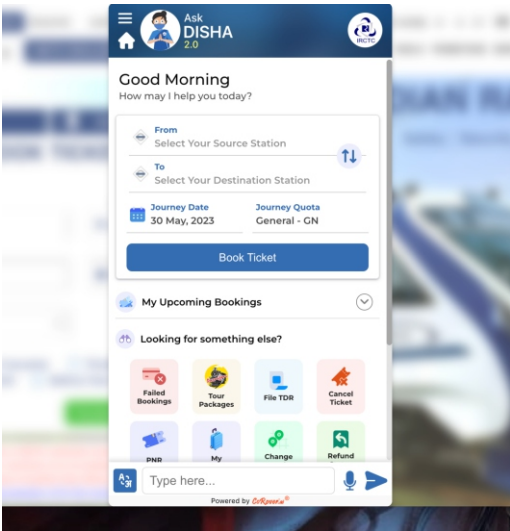 Ask
DISHA
2.0
IRCTC
Good Morning
How may I help you today?
From
Select Your Source Station
To
Select Your Destination Station
Journey Date
30 May, 2023
Journey Quota
General - GN
Book Ticket
My Upcoming Bookings
Looking for something else?
Failed
Bookings
Tour
Packages
File TDR
Cancel
Ticket
PNR
My
Change
Refund
A
अ
Type here...
Powered by CoRover®